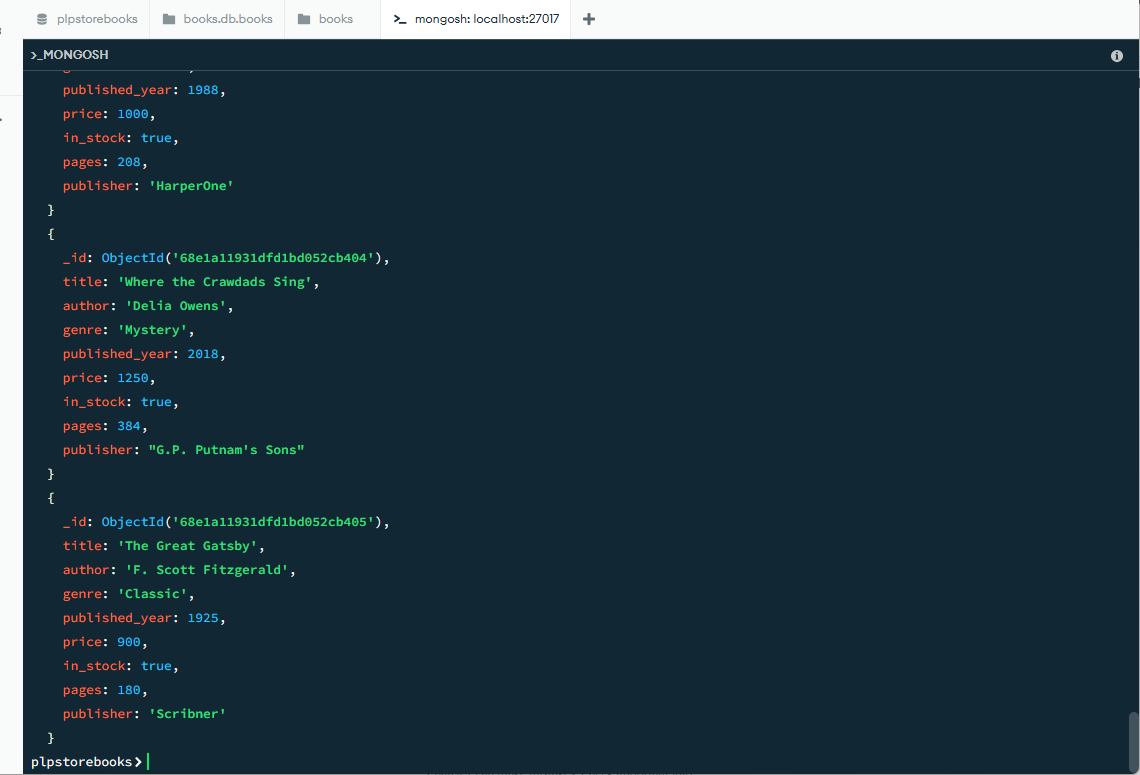 plpstorebooks
books.db.books
books
>_ mongosh: localhost:27017
>_MONGOSH
published_year: 1988,
price: 1000,
in_stock: true,
pages: 208,
publisher: 'HarperOne'
}
{
_id: ObjectId('68e1a11931dfd1bd052cb404'),
title: 'Where the Crawdads Sing',
author: 'Delia Owens',
genre: 'Mystery',
published_year: 2018,
price: 1250,
in_stock: true,
pages: 384,
publisher: "G.P. Putnam's Sons"
}
{
_id: ObjectId('68e1a11931dfd1bd052cb405'),
title: 'The Great Gatsby',
author: 'F. Scott Fitzgerald',
genre: 'Classic',
published_year: 1925,
price: 900,
in_stock: true,
pages: 180,
publisher: 'Scribner'
}
plpstorebooks>